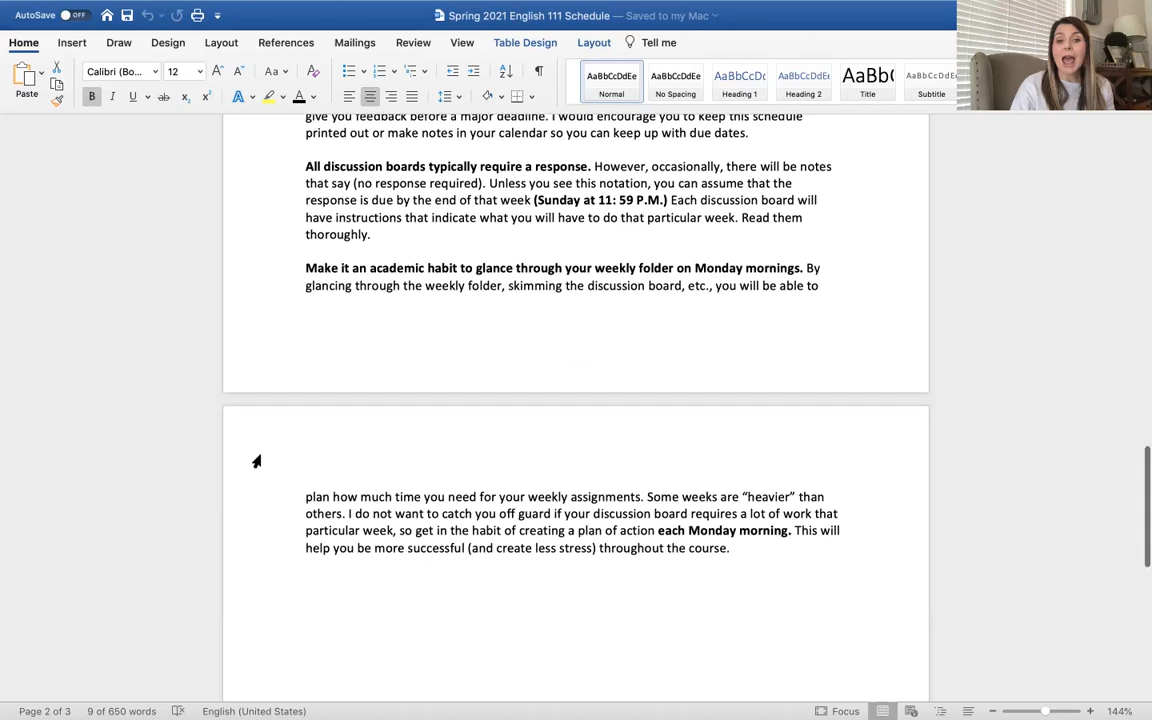 AutoSave OFF
Spring 2021 English 111 Schedule — Saved to my Mac
Home Insert Draw Design Layout References Mailings Review View Table Design Layout Tell me
Paste
Calibri (Bo... 12
AaBbCcDdEe AaBbCcDdEe AaBbCcDc AaBbCcDdEe AaBb( AaBbCcDdEe
Normal No Spacing Heading 1 Heading 2 Title Subtitle
give you feedback before a major deadline. I would encourage you to keep this schedule
printed out or make notes in your calendar so you can keep up with due dates.
All discussion boards typically require a response. However, occasionally, there will be notes
that say (no response required). Unless you see this notation, you can assume that the
response is due by the end of that week (Sunday at 11: 59 P.M.) Each discussion board will
have instructions that indicate what you will have to do that particular week. Read them
thoroughly.
Make it an academic habit to glance through your weekly folder on Monday mornings. By
glancing through the weekly folder, skimming the discussion board, etc., you will be able to
plan how much time you need for your weekly assignments. Some weeks are “heavier” than
others. I do not want to catch you off guard if your discussion board requires a lot of work that
particular week, so get in the habit of creating a plan of action each Monday morning. This will
help you be more successful (and create less stress) throughout the course.
Page 2 of 3 9 of 650 words English (United States) Focus 144%